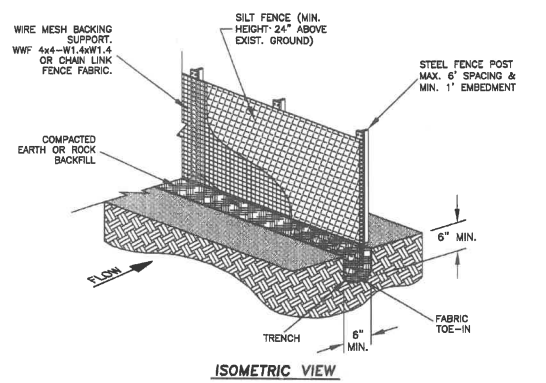 SILT FENCE (MIN.
HEIGHT 24" ABOVE
EXIST. GROUND)
WIRE MESH BACKING
SUPPORT.
WWF 4x4-W1.4xW1.4
OR CHAIN LINK
FENCE FABRIC.
STEEL FENCE POST
MAX. 6' SPACING &
MIN. 1' EMBEDMENT
COMPACTED
EARTH OR ROCK
BACKFILL
6" MIN.
FLOW
FABRIC
TOE-IN
TRENCH
6"
MIN.
ISOMETRIC VIEW